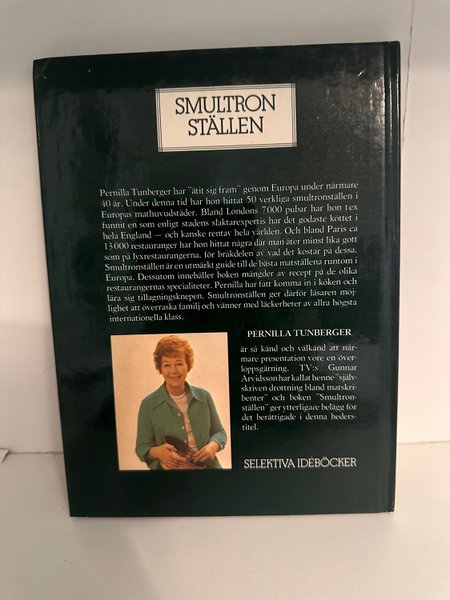 SMULTRON
STÄLLEN
Pernilla Tunberger har "ätit sig fram" genom Europa under närmare
40 år. Under denna tid har hon hittat 50 verkliga smultronställen i
Europas mathuvudstäder. Bland Londons 7000 pubar har hon tex
funnit en som enligt stadens slaktarexpertis har det godaste köttet i
hela England — och kanske rentav hela världen. Och bland Paris ca
13000 restauranger har hon hittat några där man äter minst lika gott
som på lyxrestaurangerna, för bråkdelen av vad det kostar på dessa.
Smultronställen är en utmärkt guide till de bästa matställena runtom i
Europa. Dessutom innehåller boken mängder av recept på de olika
restaurangernas specialiteter. Pernilla har fått komma in i köken och
lära sig tillagningsknepen. Smultronställen ger därför läsaren möj-
lighet att överraska familj och vänner med läckerheter av allra högsta
internationella klass.
PERNILLA TUNBERGER
är så känd och välkänd att när-
mare presentation vore en över-
loppsgärning. TV:s Gunnar
Arvidsson har kallat henne "själv-
skriven drottning bland matskri-
benter" och boken "Smultron-
ställen" ger ytterligare belägg för
det berättigade i denna heders-
titel.
SELEKTIVA IDÉBÖCKER